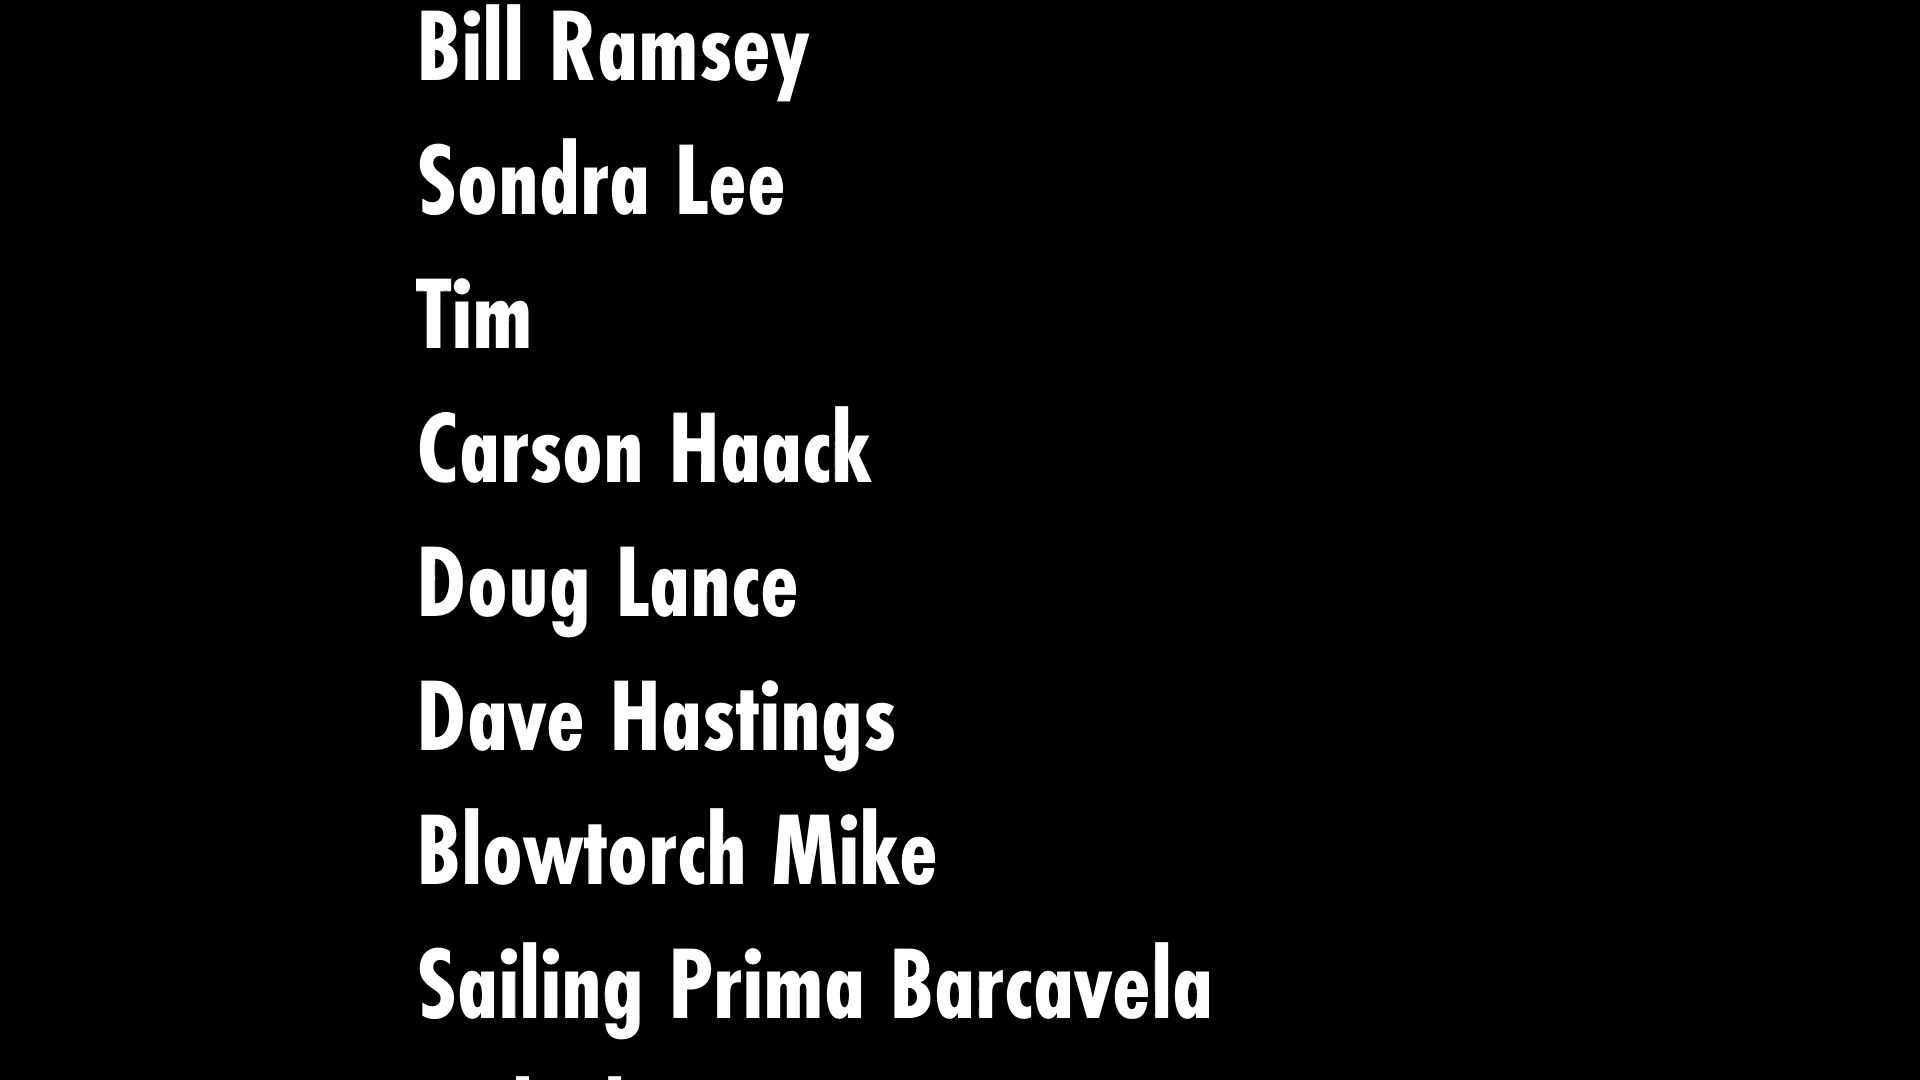 Bill Ramsey
Sondra Lee
Tim
Carson Haack
Doug Lance
Dave Hastings
Blowtorch Mike
Sailing Prima Barcavela